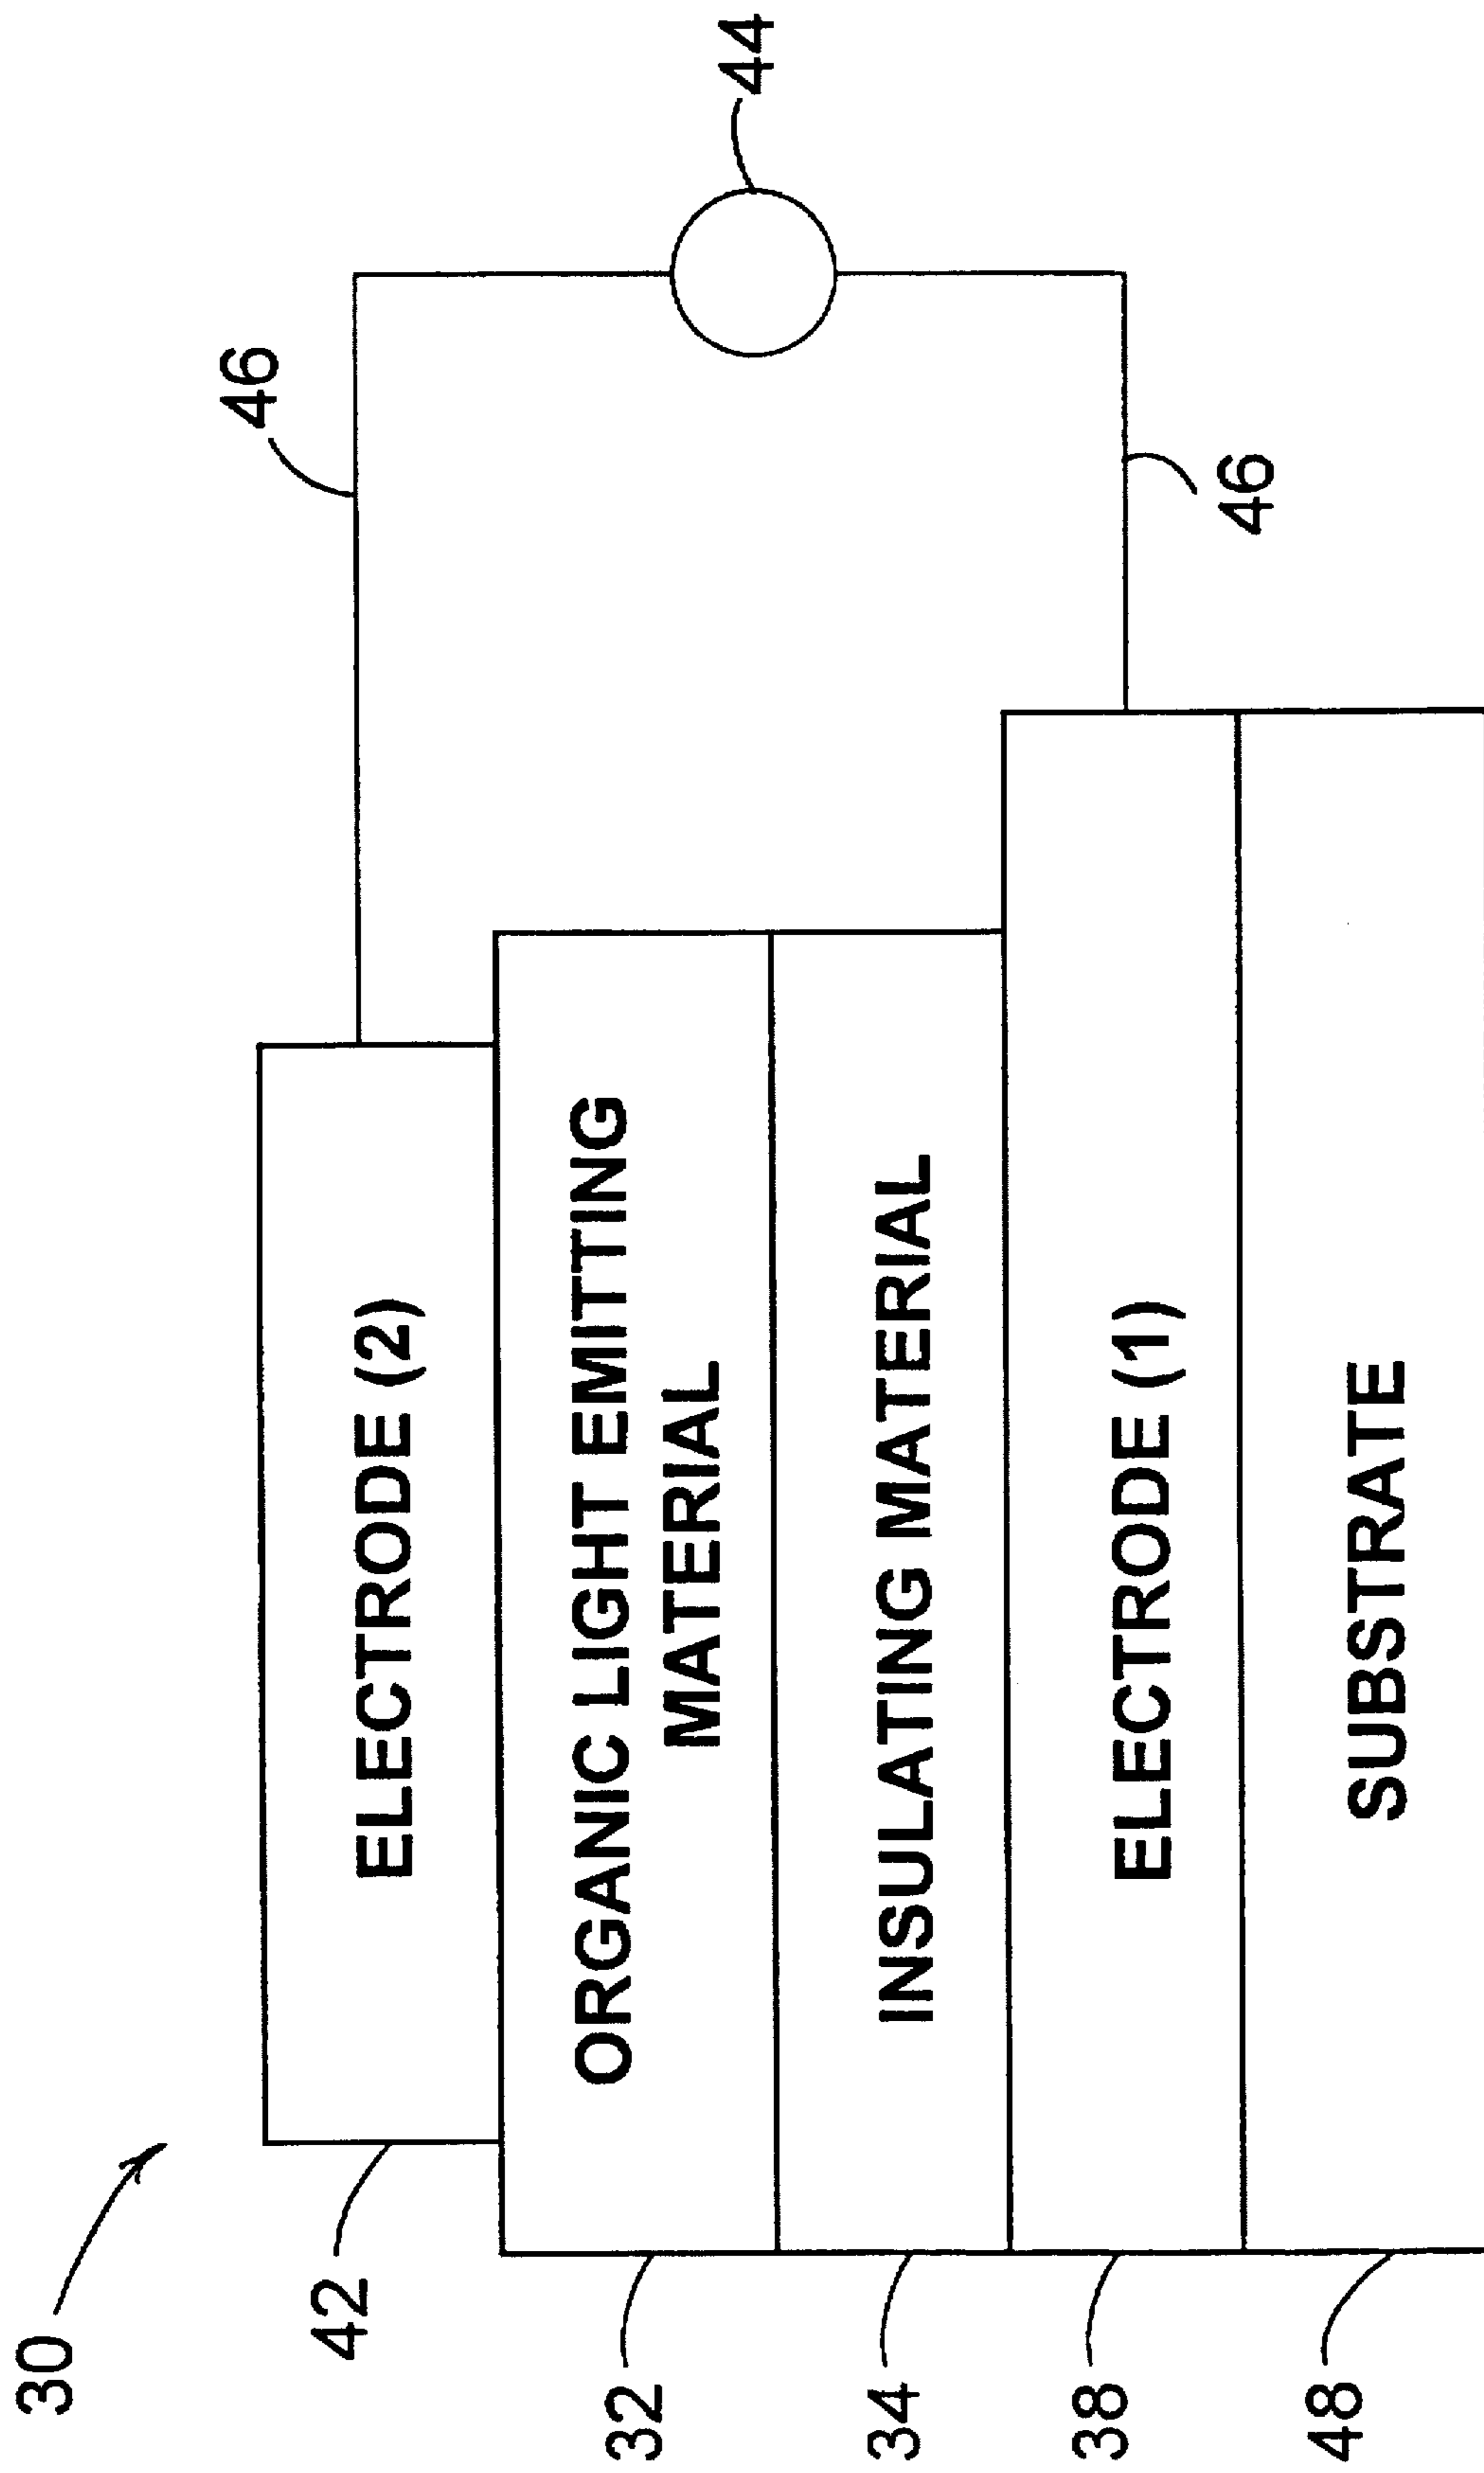 30
42
ELECTRODE (2)
46
32
ORGANIC LIGHT EMITTING
MATERIAL
44
34
INSULATING MATERIAL
38
ELECTRODE (1)
46
48
SUBSTRATE